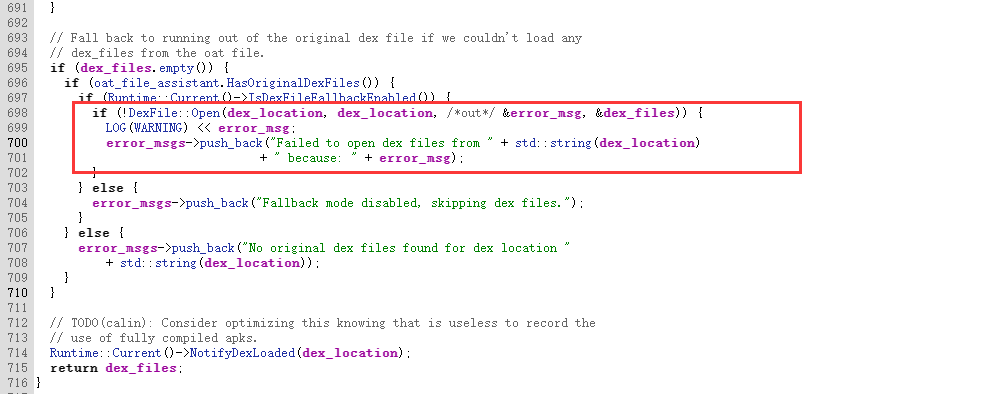 691 }
692
693 // Fall back to running out of the original dex file if we couldn't load any
694 // dex_files from the oat file.
695 if (dex_files.empty()) {
696 if (oat_file_assistant.HasOriginalDexFiles()) {
697 if (Runtime::Current()->IsDexFileFallbackEnabled()) {
698 if (!DexFile::Open(dex_location, dex_location, /*out*/ &error_msg, &dex_files)) {
699 LOG(WARNING) << error_msg;
700 error_msgs->push_back("Failed to open dex files from " + std::string(dex_location)
701 + " because: " + error_msg);
702 }
703 } else {
704 error_msgs->push_back("Fallback mode disabled, skipping dex files.");
705 }
706 } else {
707 error_msgs->push_back("No original dex files found for dex location "
708 + std::string(dex_location));
709 }
710 }
711
712 // TODO(calin): Consider optimizing this knowing that is useless to record the
713 // use of fully compiled apks.
714 Runtime::Current()->NotifyDexLoaded(dex_location);
715 return dex_files;
716 }